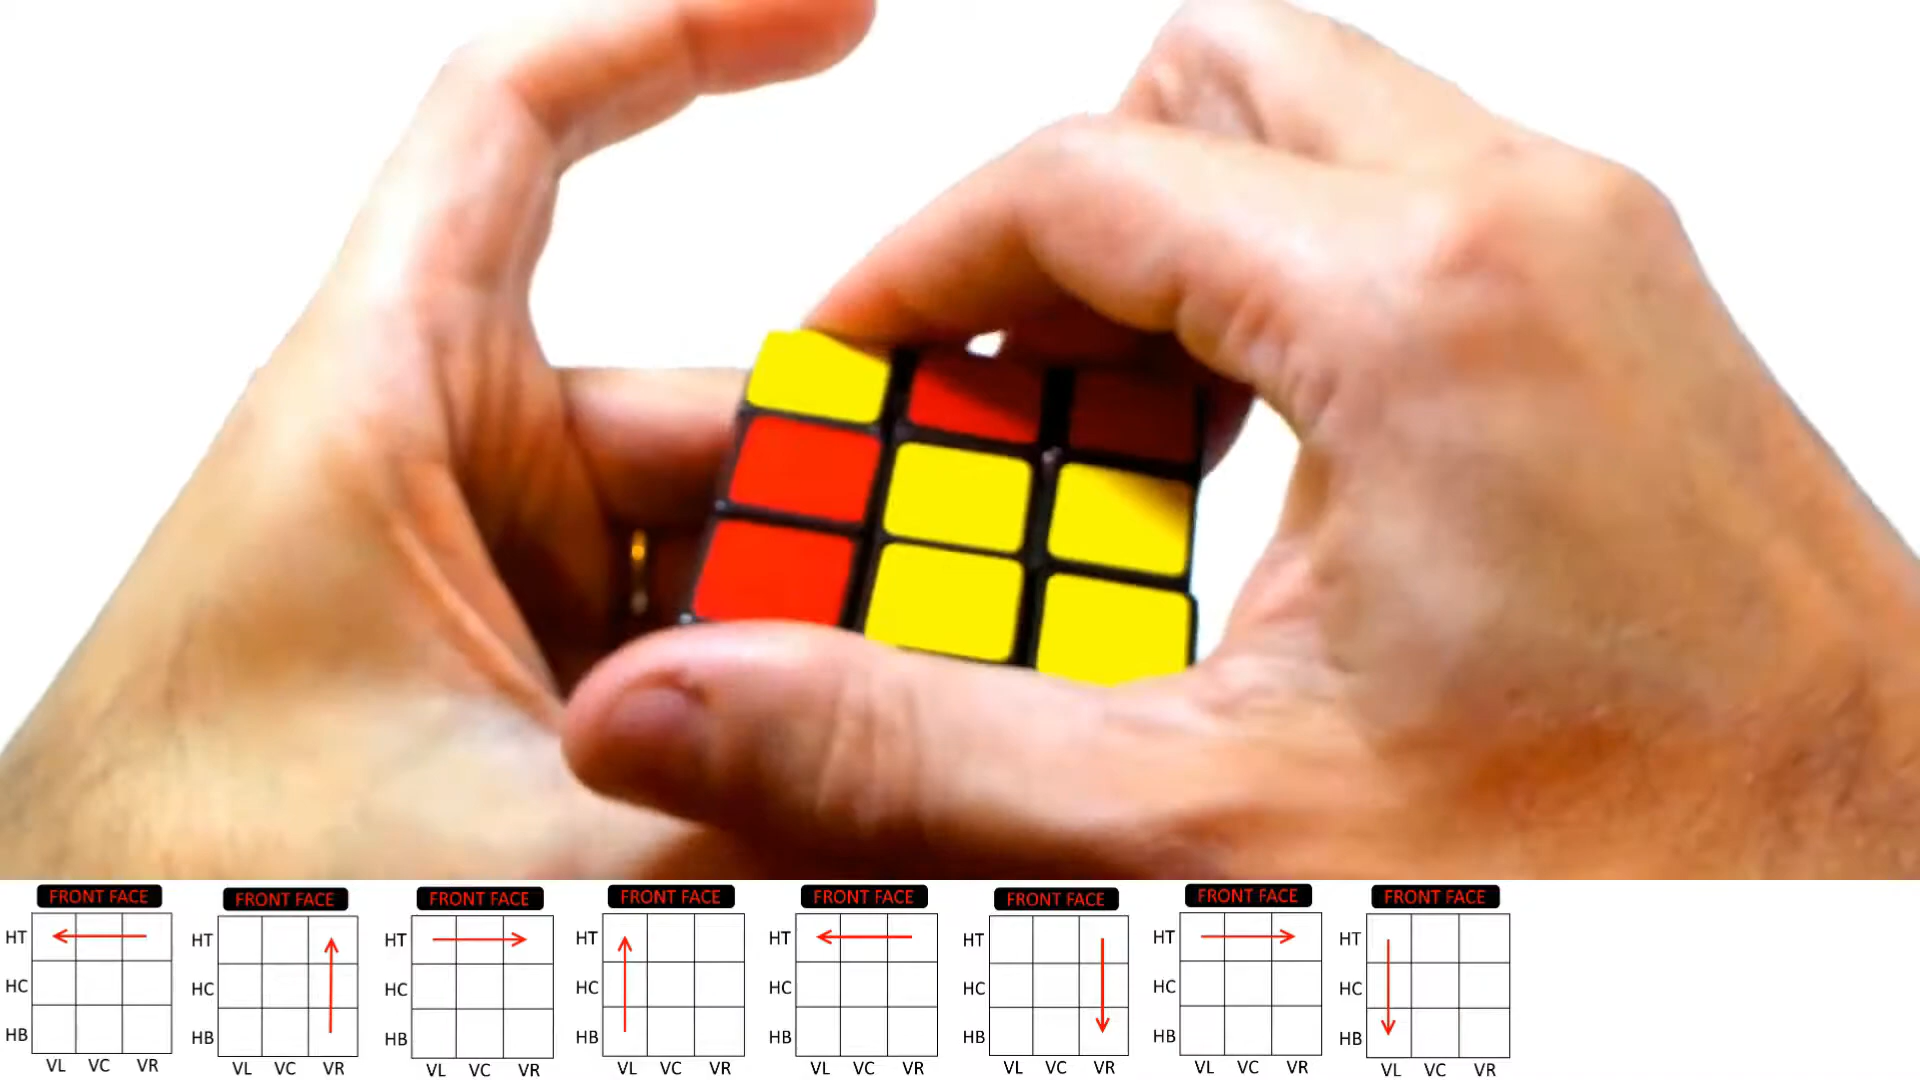 FRONT FACE FRONT FACE FRONT FACE FRONT FACE FRONT FACE FRONT FACE FRONT FACE FRONT FACE
HT HT HT HT HT HT HT HT
HC HC HC HC HC HC HC HC
HB HB HB HB HB HB HB HB
VL VC VR VL VC VR VL VC VR VL VC VR VL VC VR VL VC VR VL VC VR VL VC VR